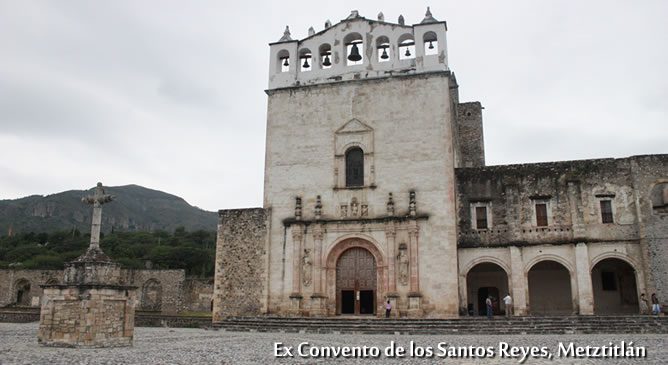 Ex Convento de los Santos Reyes, Metztitlán